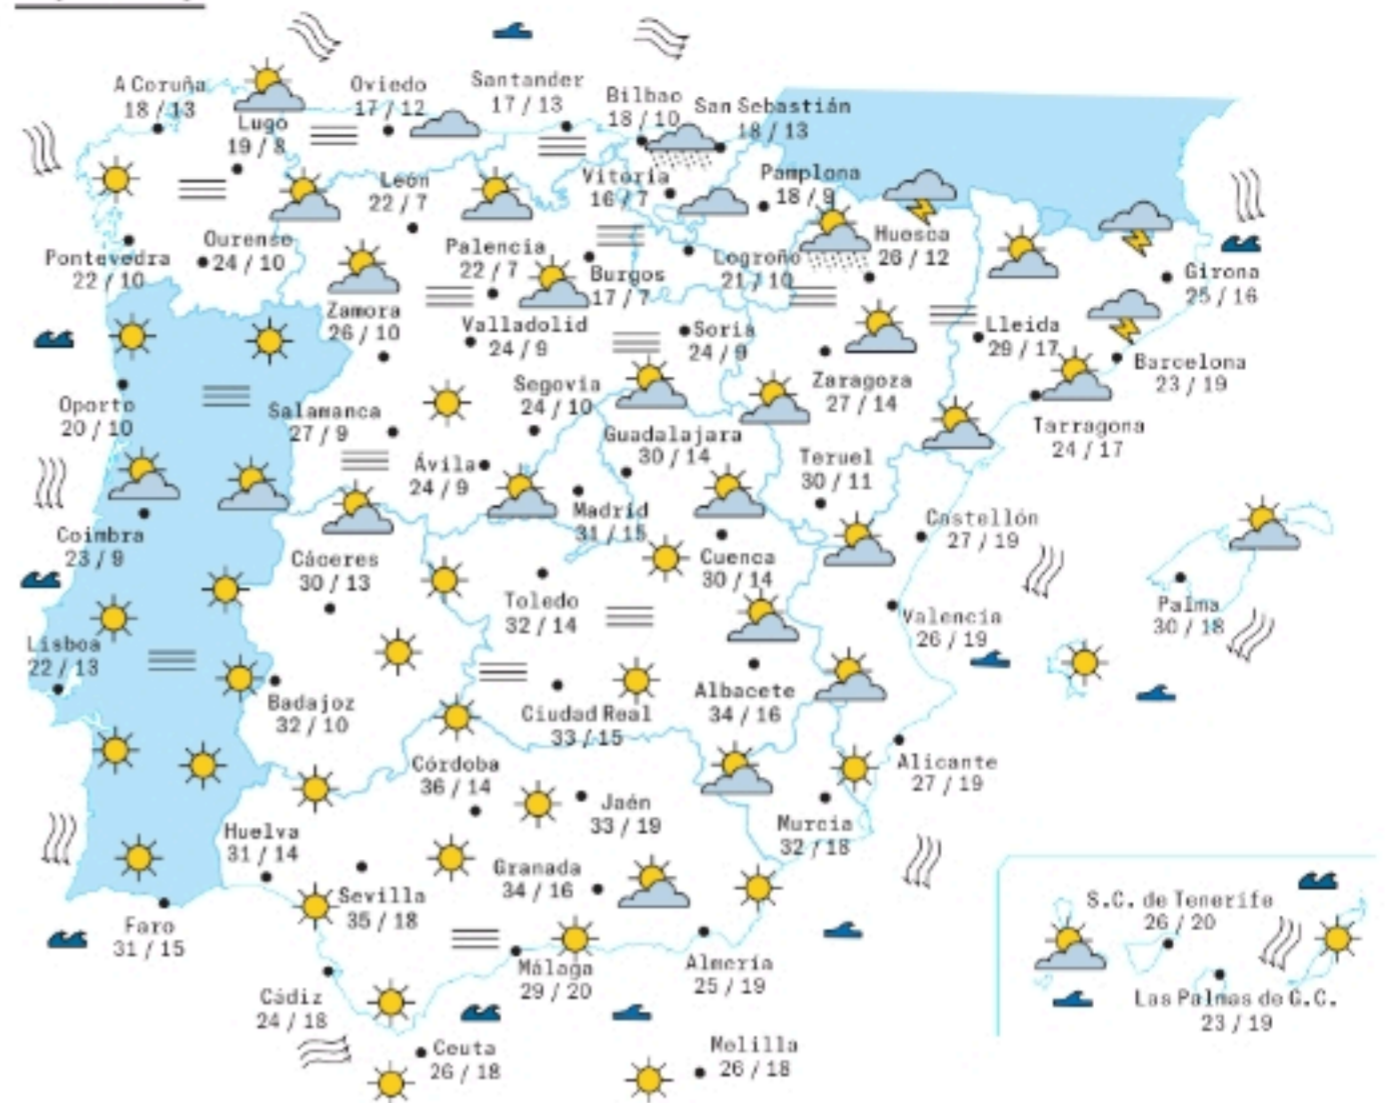 A Coruña
18 / 13
Lugo
19 / 8
Oviedo
17 / 12
Santander
17 / 13
Bilbao
18 / 10
San Sebastián
18 / 13
Vitoria
16 / 7
Pamplona
18 / 9
León
22 / 7
Pontevedra
22 / 10
Ourense
24 / 10
Palencia
22 / 7
Burgos
17 / 7
Logroño
21 / 10
Huesca
26 / 12
Girona
25 / 16
Zamora
26 / 10
Valladolid
24 / 9
Soria
24 / 9
Lleida
29 / 17
Barcelona
23 / 19
Oporto
20 / 10
Salamanca
27 / 9
Segovia
24 / 10
Zaragoza
27 / 14
Tarragona
24 / 17
Ávila
24 / 9
Guadalajara
30 / 14
Teruel
30 / 11
Coimbra
23 / 9
Cáceres
30 / 13
Madrid
31 / 15
Cuenca
30 / 14
Castellón
27 / 19
Toledo
32 / 14
Valencia
26 / 19
Palma
30 / 18
Lisboa
22 / 13
Badajoz
32 / 10
Ciudad Real
33 / 15
Albacete
34 / 16
Alicante
27 / 19
Córdoba
36 / 14
Jaén
33 / 19
Murcia
32 / 18
Huelva
31 / 14
Sevilla
35 / 18
Granada
34 / 16
Faro
31 / 15
Málaga
29 / 20
Almería
25 / 19
Cádiz
24 / 18
Ceuta
26 / 18
Melilla
26 / 18
S.C. de Tenerife
26 / 20
Las Palmas de G.C.
23 / 19